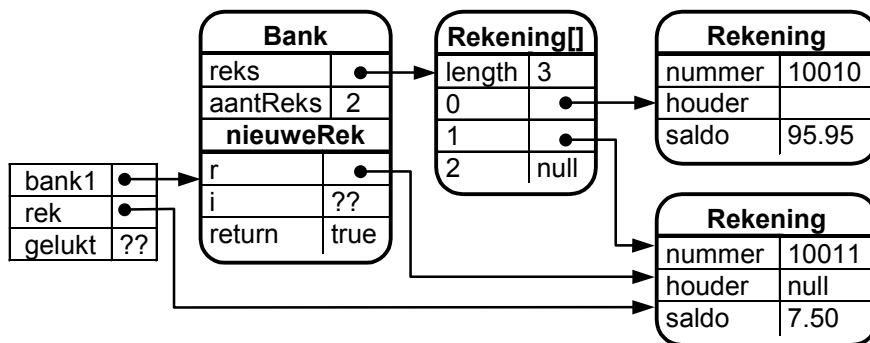 Bank
reks
aantReks 2
nieuweRek
r
i ??
return true
Rekening[]
length 3
0
1
2 null
Rekening
nummer 10010
houder
saldo 95.95
bank1
rek
gelukt ??
Rekening
nummer 10011
houder null
saldo 7.50